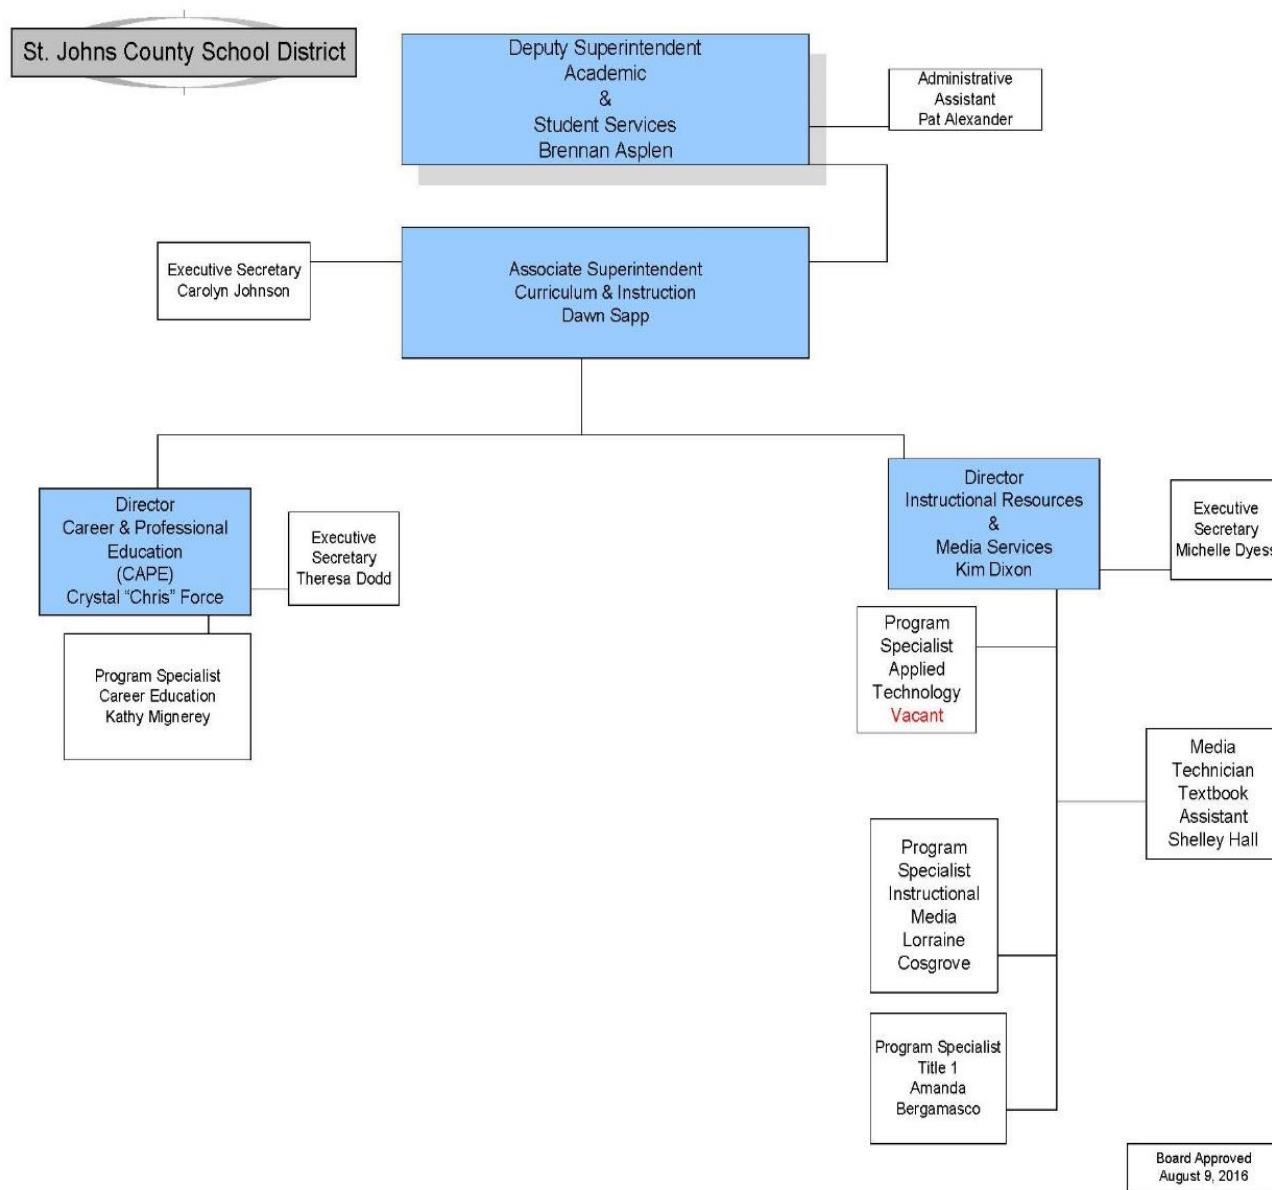 St. Johns County School District
Deputy Superintendent
Academic
&
Student Services
Brennan Asplen
Administrative
Assistant
Pat Alexander
Executive Secretary
Carolyn Johnson
Associate Superintendent
Curriculum & Instruction
Dawn Sapp
Director
Career & Professional
Education
(CAPE)
Crystal “Chris” Force
Executive
Secretary
Theresa Dodd
Program Specialist
Career Education
Kathy Mignerey
Director
Instructional Resources
&
Media Services
Kim Dixon
Executive
Secretary
Michelle Dyess
Program
Specialist
Applied
Technology
Vacant
Media
Technician
Textbook
Assistant
Shelley Hall
Program
Specialist
Instructional
Media
Lorraine
Cosgrove
Program Specialist
Title 1
Amanda
Bergamasco
Board Approved
August 9, 2016